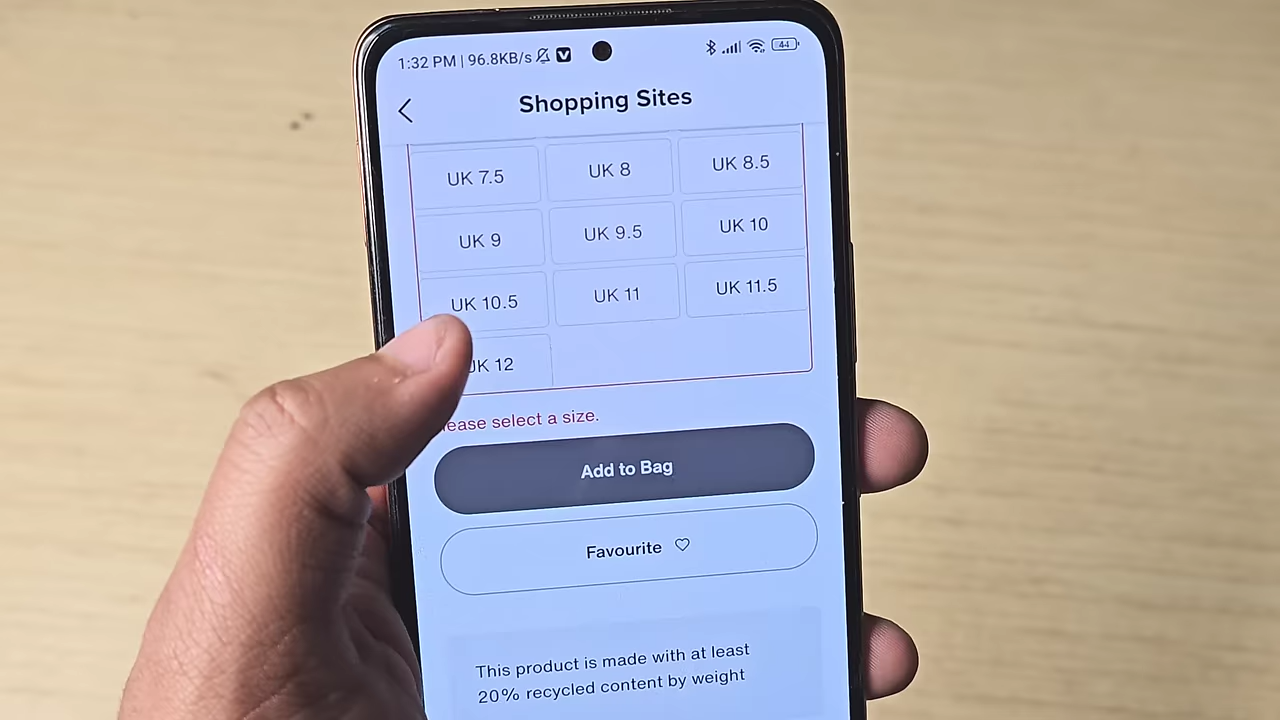 1:32 PM | 96.8KB/s 44
Shopping Sites
UK 7.5 UK 8 UK 8.5
UK 9 UK 9.5 UK 10
UK 10.5 UK 11 UK 11.5
UK 12
ease select a size.
Add to Bag
Favourite
This product is made with at least
20% recycled content by weight